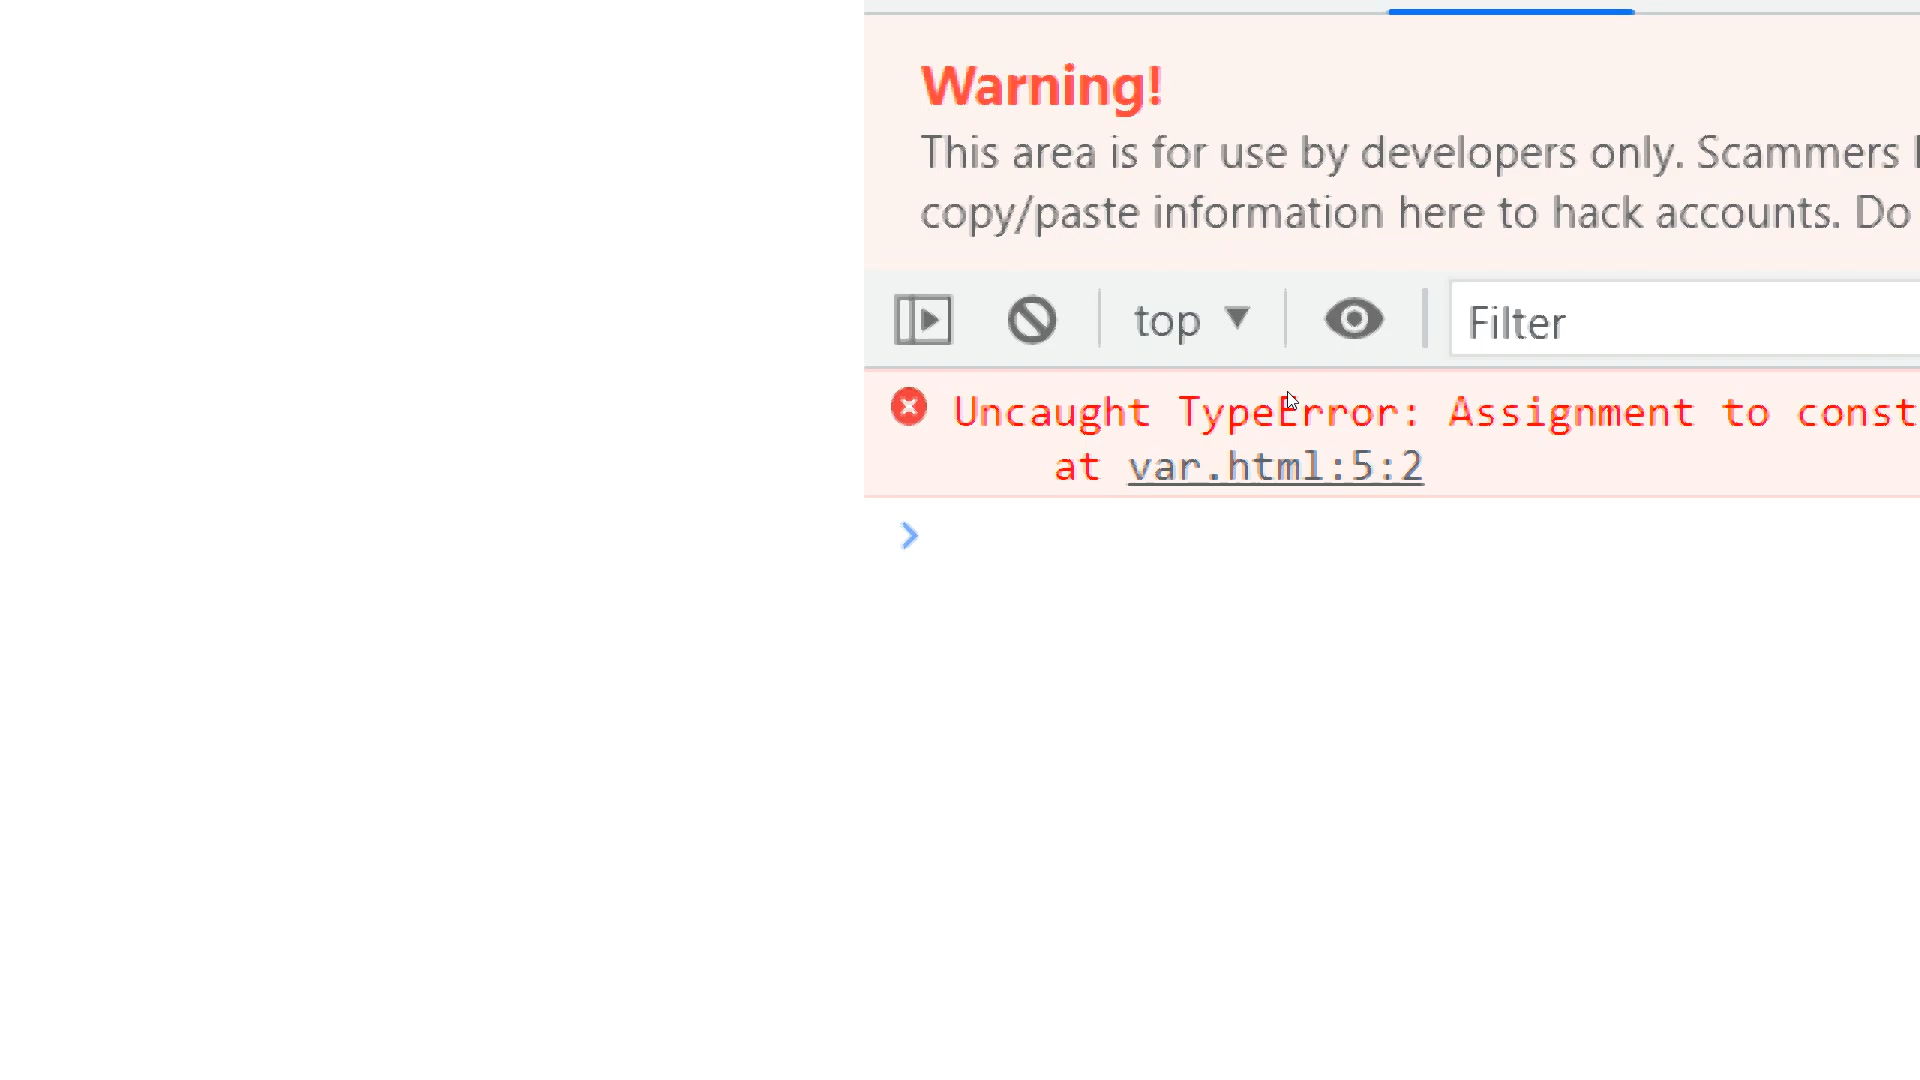 Warning!
This area is for use by developers only. Scammers
copy/paste information here to hack accounts. Do
top
Filter
Uncaught TypeError: Assignment to const
at var.html:5:2